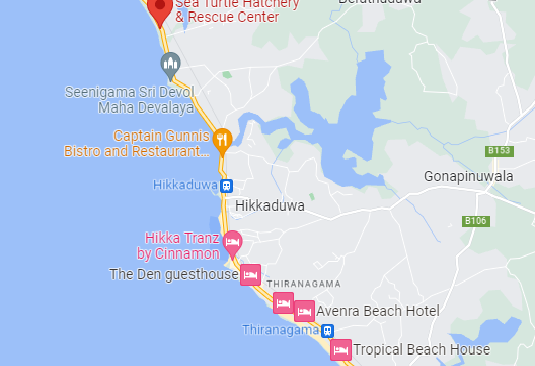 Berathuduwa
Sea Turtle Hatchery
& Rescue Center
Seenigama Sri Devol
Maha Devalaya
Captain Gunnis
Bistro and Restaurant...
B153
Gonapinuwala
Hikkaduwa
Hikkaduwa
B106
Hikka Tranz
by Cinnamon
The Den guesthouse
THIRANAGAMA
Avenra Beach Hotel
Thiranagama
Tropical Beach House